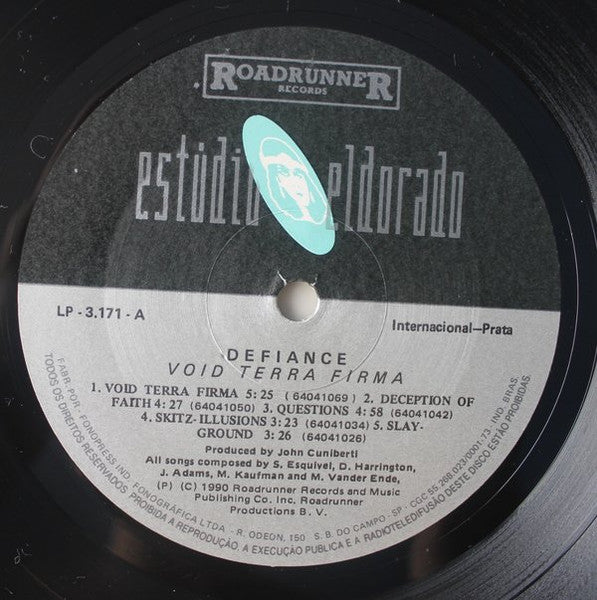 ROADRUNNER
RECORDS
estúdio eldorado
LP - 3.171 - A
Internacional—Prata
DEFIANCE
VOID TERRA FIRMA
1. VOID TERRA FIRMA 5:25 (64041069) 2. DECEPTION OF
FAITH 4:27 (64041050) 3. QUESTIONS 4:58 (64041042)
4. SKITZ-ILLUSIONS 3:23 (64041034) 5. SLAY-
GROUND 3:26 (64041026)
Produced by John Cuniberti
All songs composed by S. Esquivel, D. Harrington,
J. Adams, M. Kaufman and M. Vander Ende,
(P) (C) 1990 Roadrunner Records and Music
Publishing Co. Inc. Roadrunner
Productions B. V.
FABR. POR - FONOPRESS IND. FONOGRÁFICA LTDA - R. ODEON, 150 S. B. DO CAMPO - SP - CGC 55.268.023/0001-73 - IND. BRAS.
TODOS OS DIREITOS RESERVADOS PROIBIDA A REPRODUÇÃO. A EXECUÇÃO PUBLICA E A RADIOTELEDIFUSÃO DESTE DISCO ESTÃO PROIBIDAS.